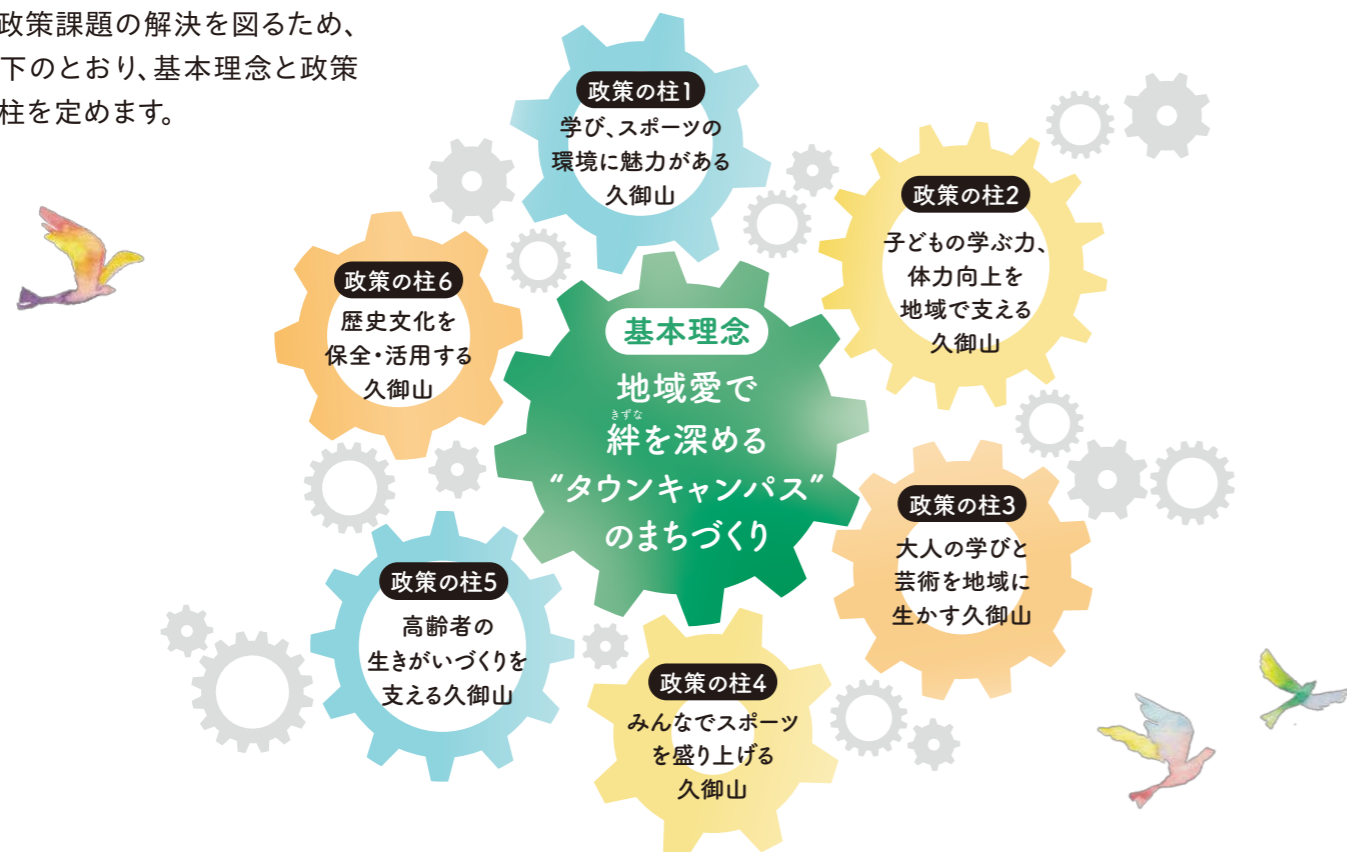 政策課題の解決を図るため、
下のとおり、基本理念と政策
柱を定めます。
政策の柱1
学び、スポーツの
環境に魅力がある
久御山
政策の柱2
子どもの学ぶ力、
体力向上を
地域で支える
久御山
政策の柱6
歴史文化を
保全・活用する
久御山
基本理念
地域愛で
きずな
絆を深める
“タウンキャンパス”
のまちづくり
政策の柱3
大人の学びと
芸術を地域に
生かす久御山
政策の柱5
高齢者の
生きがいづくりを
支える久御山
政策の柱4
みんなでスポーツ
を盛り上げる
久御山